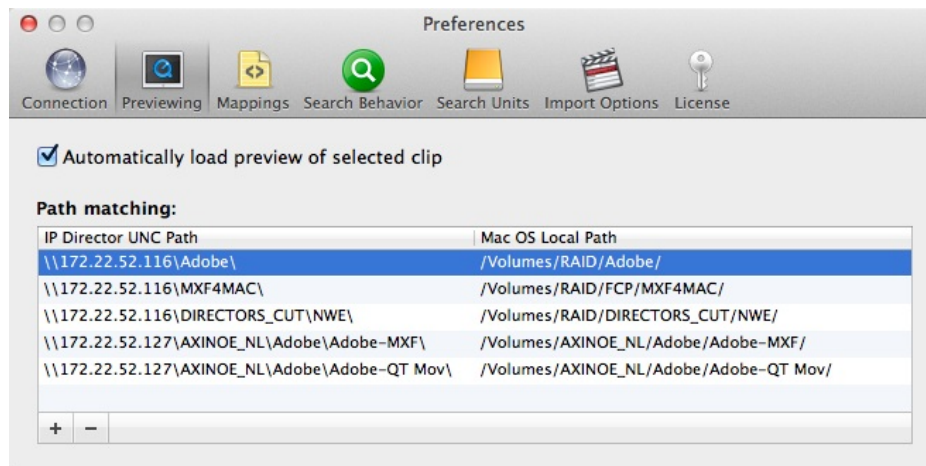 Preferences
Connection Previewing Mappings Search Behavior Search Units Import Options License
Automatically load preview of selected clip
Path matching:
IP Director UNC Path Mac OS Local Path
\\172.22.52.116\Adobe\ /Volumes/RAID/Adobe/
\\172.22.52.116\MXF4MAC\ /Volumes/RAID/FCP/MXF4MAC/
\\172.22.52.116\DIRECTORS_CUT\NWE\ /Volumes/RAID/DIRECTORS_CUT/NWE/
\\172.22.52.127\AXINOE_NL\Adobe\Adobe-MXF\ /Volumes/AXINOE_NL/Adobe/Adobe-MXF/
\\172.22.52.127\AXINOE_NL\Adobe\Adobe-QT Mov\ /Volumes/AXINOE_NL/Adobe/Adobe-QT Mov/
+ −